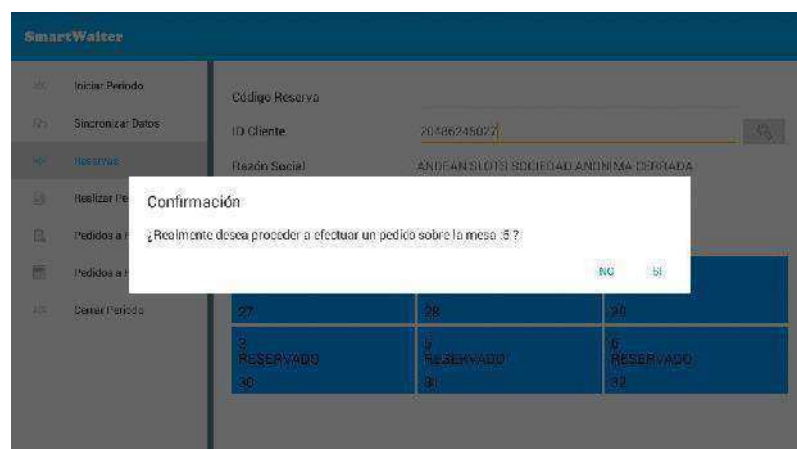 SmartWaiter
Iniciar Periodo
Sincronizar Datos
Reservas
Realizar Pe
Pedidos a
Pedidos a
Cerrar Periodo
Código Reserva
ID Cliente
20486245027
Razón Social
ANDEAN SLOTS SOCIEDAD ANONIMA CERRADA
Confirmación
¿Realmente desea proceder a efectuar un pedido sobre la mesa :5 ?
NO SI
27 28 29
3 5 6
RESERVADO RESERVADO RESERVADO
30 31 32